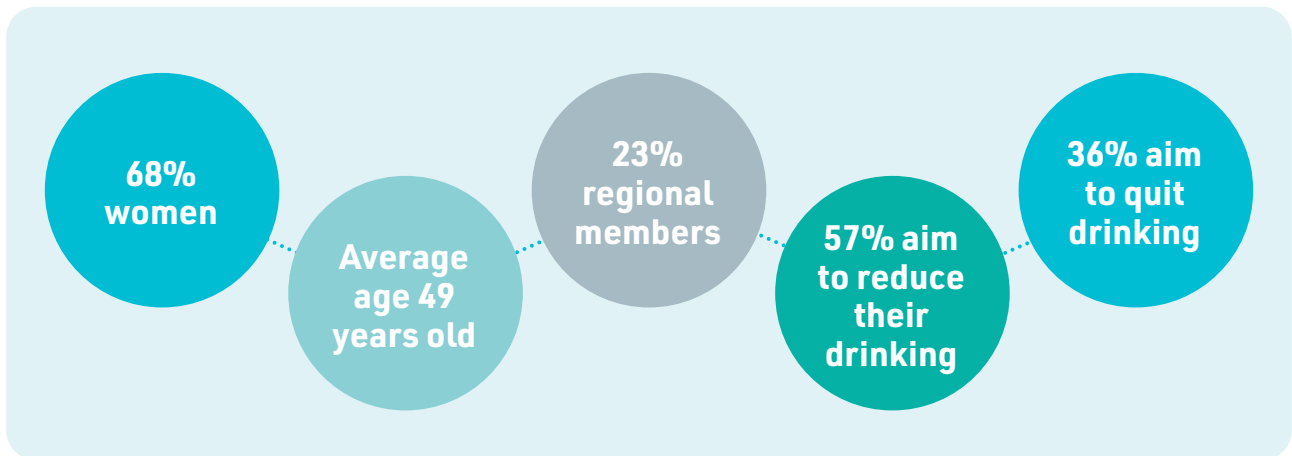 68%
women
Average
age 49
years old
23%
regional
members
57% aim
to reduce
their
drinking
36% aim
to quit
drinking